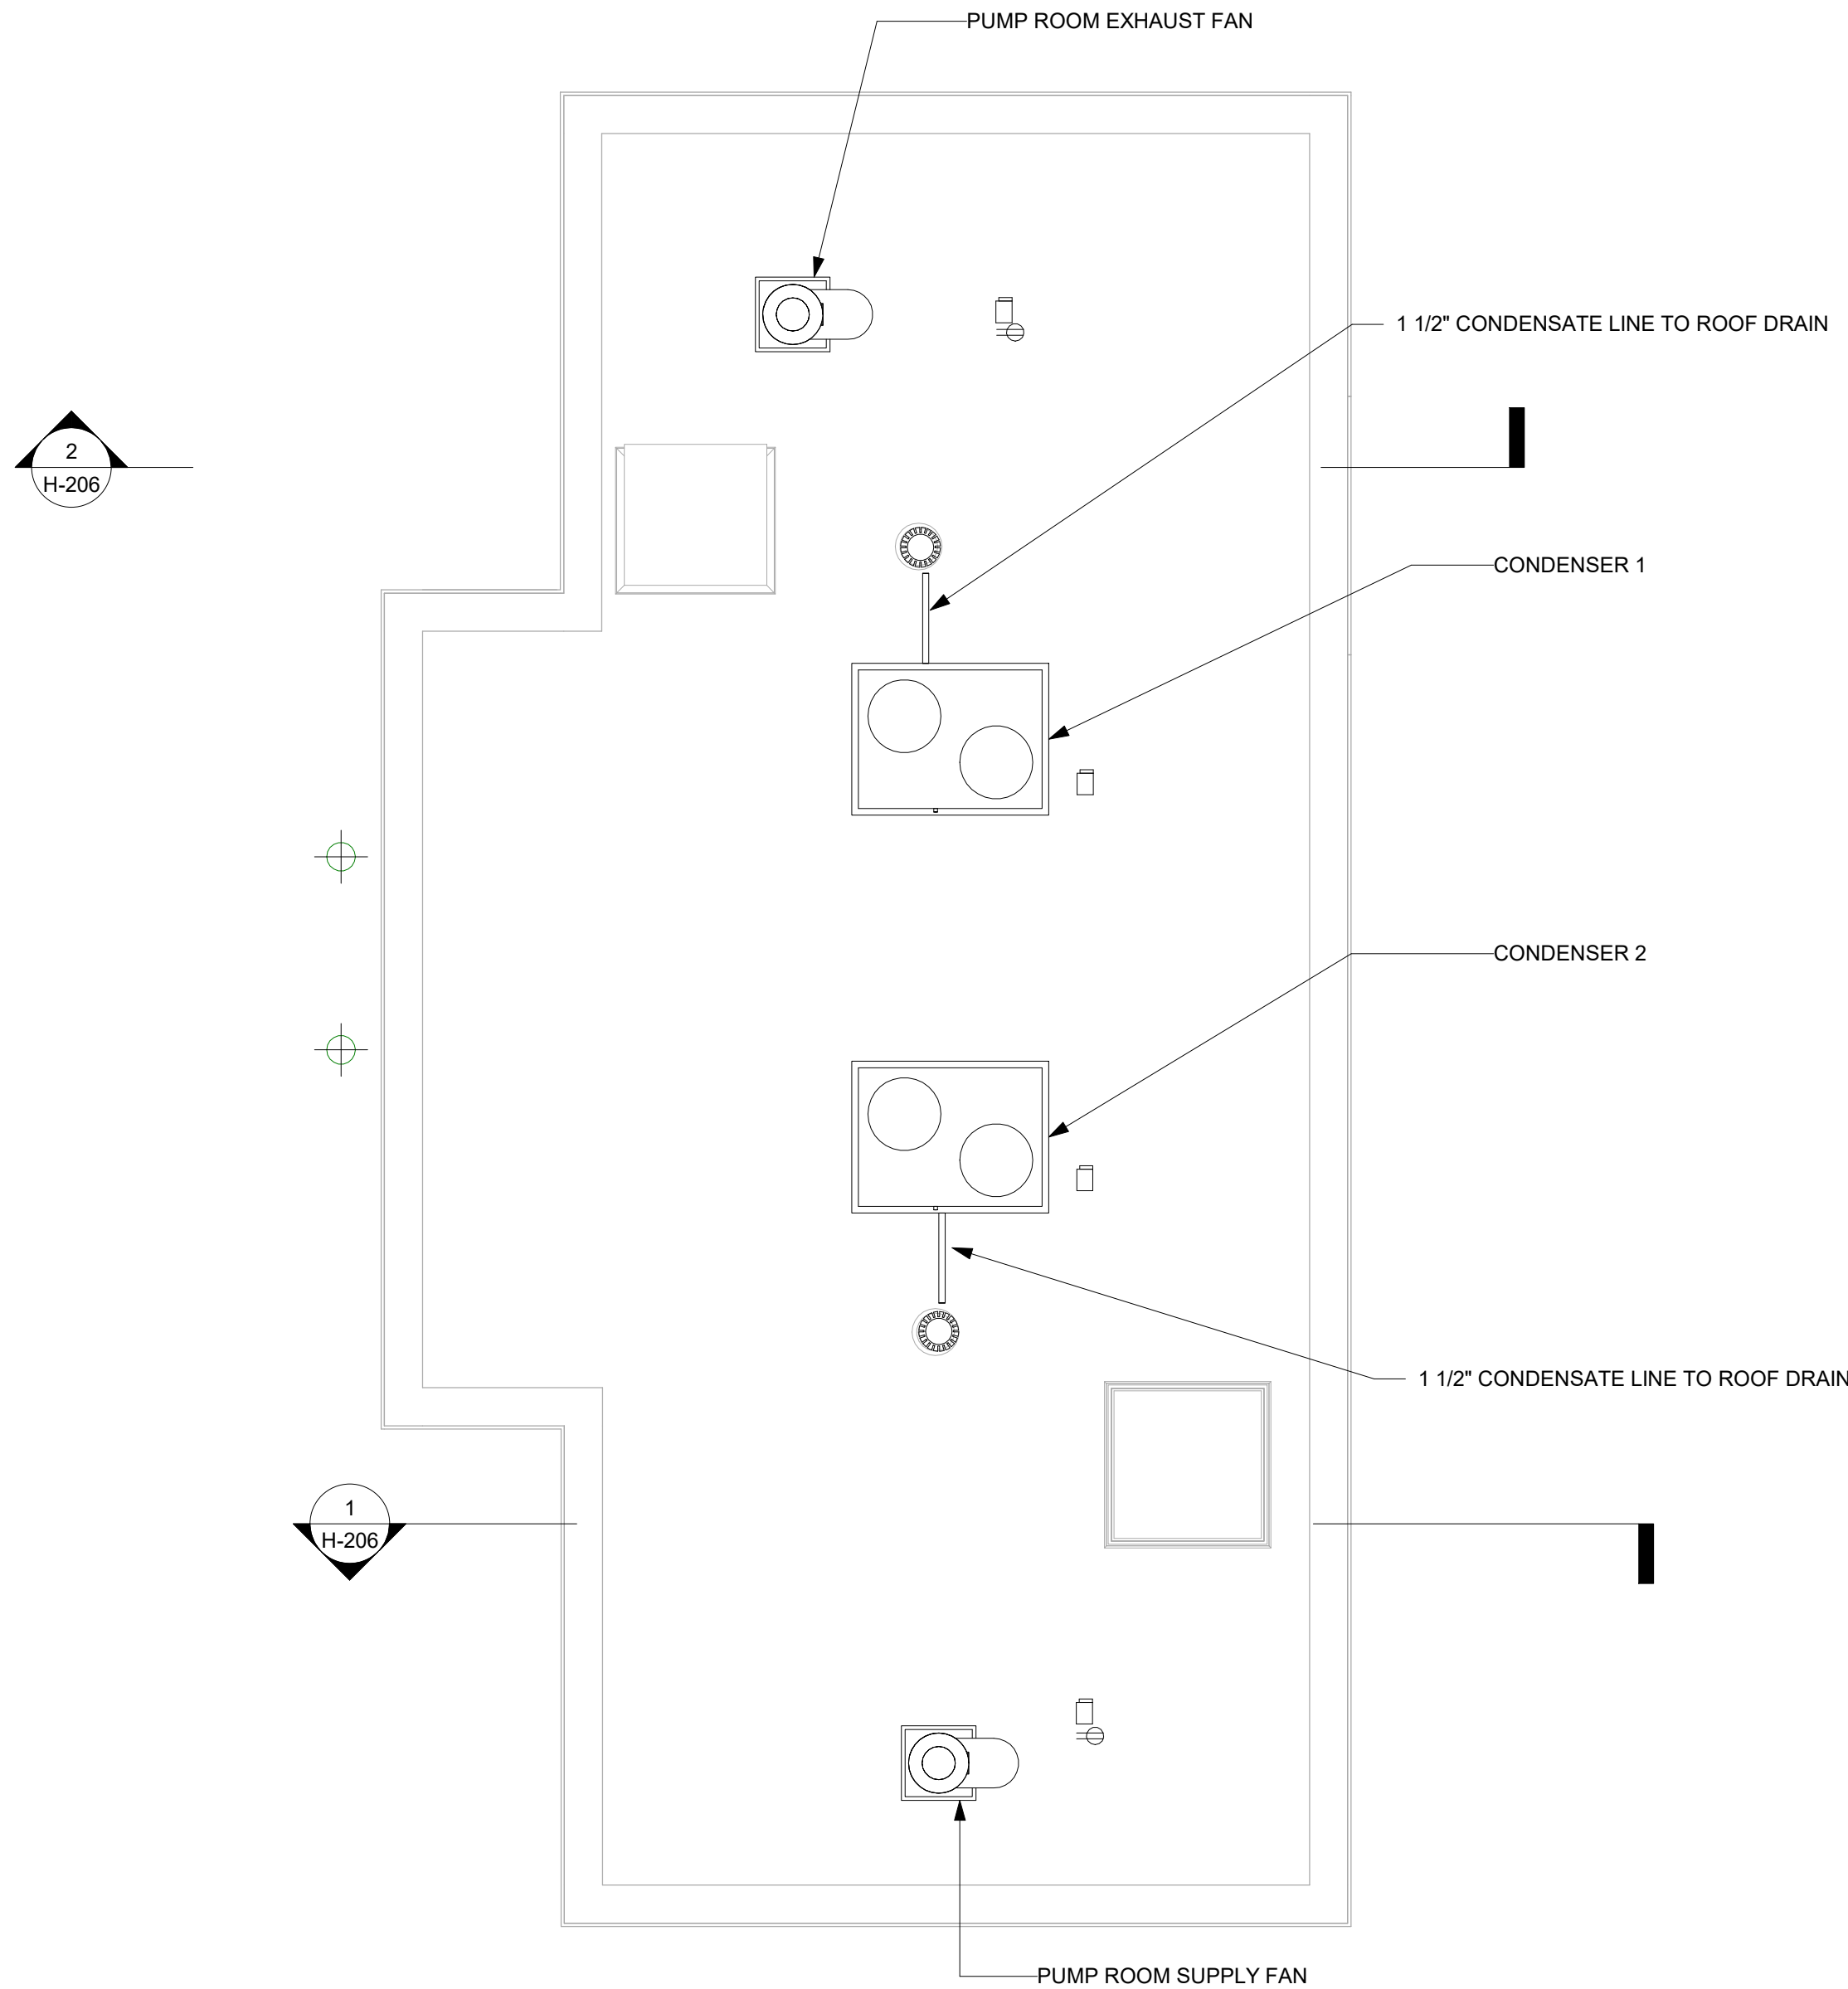 PUMP ROOM EXHAUST FAN
1 1/2" CONDENSATE LINE TO ROOF DRAIN
2
H-206
CONDENSER 1
CONDENSER 2
1 1/2" CONDENSATE LINE TO ROOF DRAIN
1
H-206
PUMP ROOM SUPPLY FAN